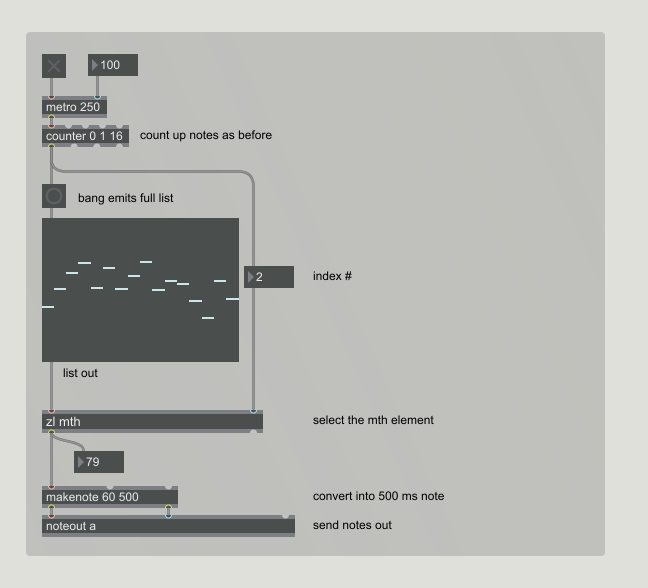 100
metro 250
counter 0 1 16
count up notes as before
bang emits full list
2
index #
list out
zl mth
select the mth element
79
makenote 60 500
convert into 500 ms note
noteout a
send notes out